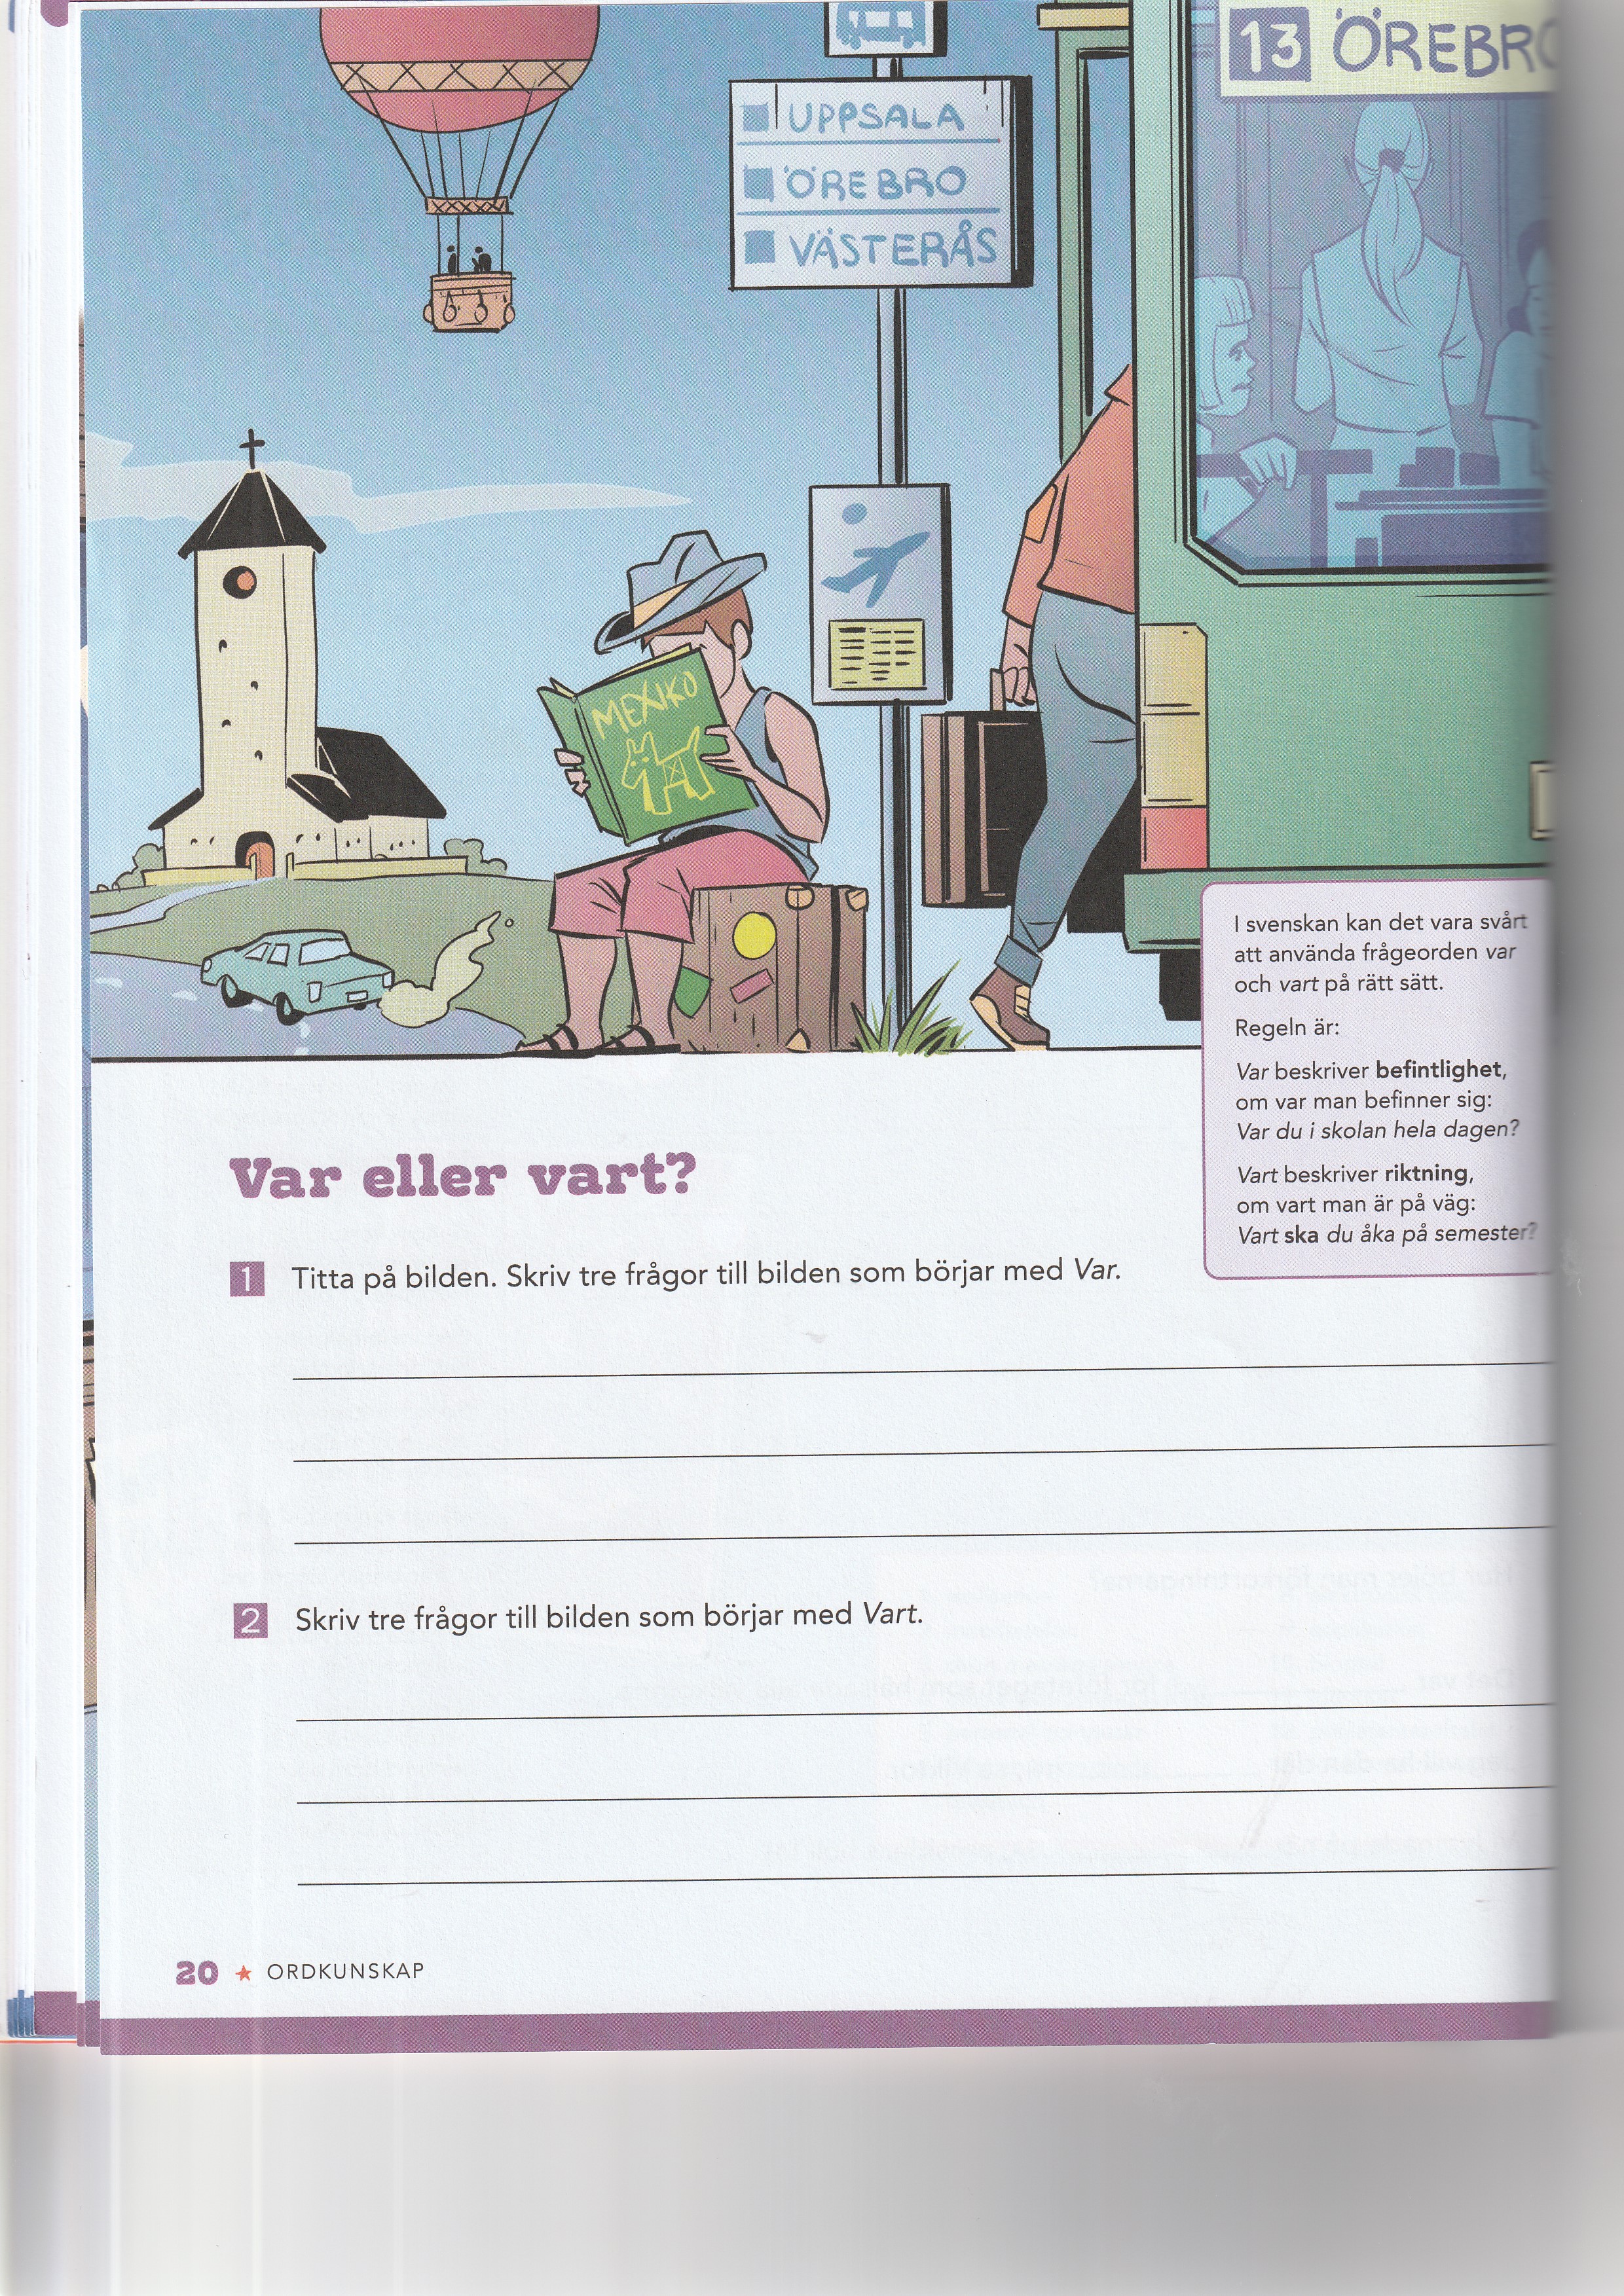 13 ÖREBRO
UPPSALA
ÖREBRO
VÄSTERÅS
MEXIKO
I svenskan kan det vara svårt
att använda frågeorden var
och vart på rätt sätt.
Regeln är:
Var beskriver befintlighet,
om var man befinner sig:
Var du i skolan hela dagen?
Vart beskriver riktning,
om vart man är på väg:
Vart ska du åka på semester?
Var eller vart?
1 Titta på bilden. Skriv tre frågor till bilden som börjar med Var.
2 Skriv tre frågor till bilden som börjar med Vart.
20 ★ ORDKUNSKAP